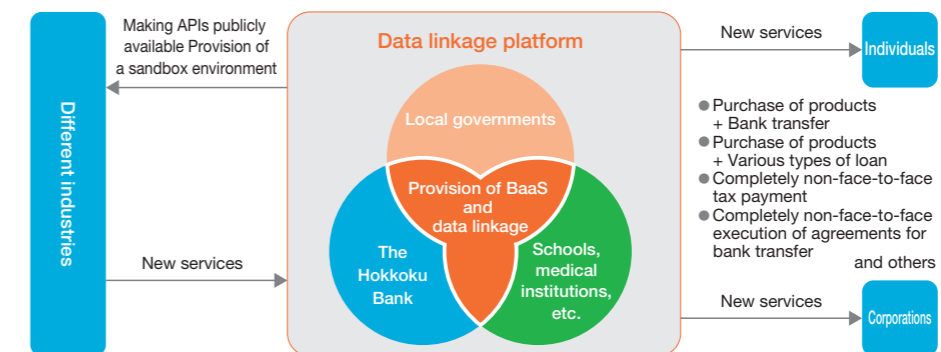 Making APIs publicly
available Provision of
a sandbox environment
Different industries
New services
Data linkage platform
Local governments
Provision of BaaS
and
data linkage
The
Hokkoku
Bank
Schools,
medical
institutions,
etc.
New services
Individuals
● Purchase of products
+ Bank transfer
● Purchase of products
+ Various types of loan
● Completely non-face-to-face
tax payment
● Completely non-face-to-face
execution of agreements for
bank transfer
and others
New services
Corporations